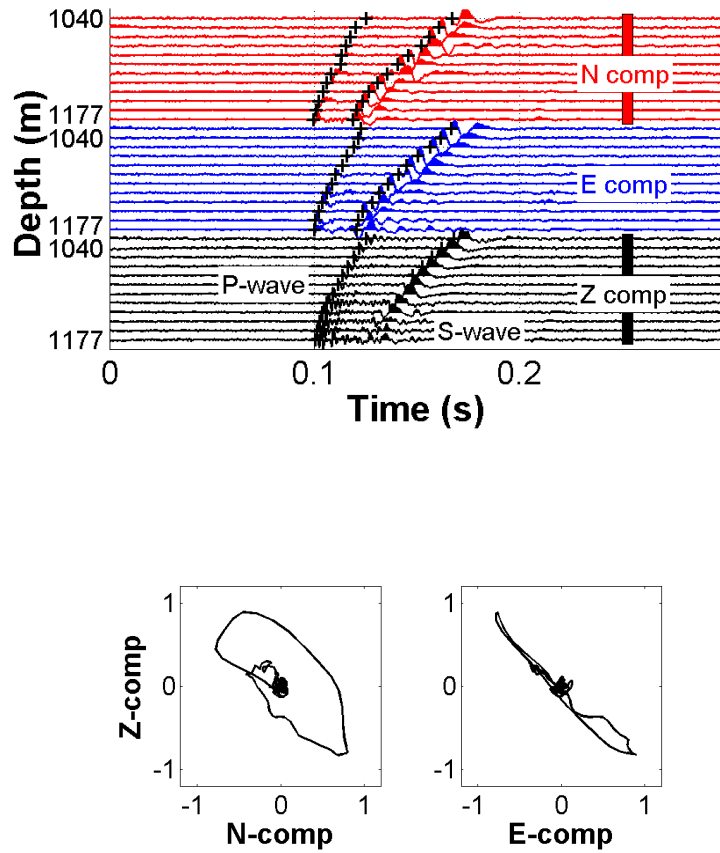 1040
N comp
1177
1040
E comp
1177
1040
P-wave
Z comp
S-wave
1177
Depth (m)
0
0.1
0.2
Time (s)
1
0
-1
Z-comp
-1
0
1
N-comp
1
0
-1
-1
0
1
E-comp